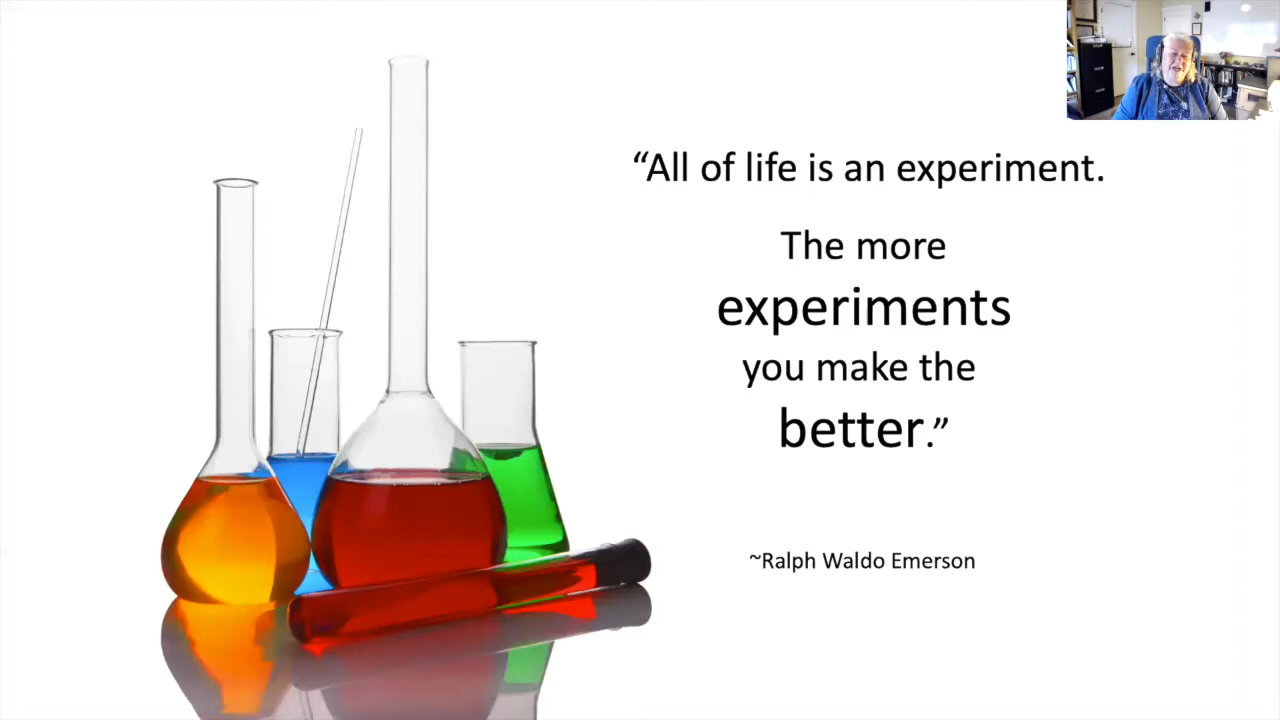 “All of life is an experiment.
The more
experiments
you make the
better.”
~Ralph Waldo Emerson